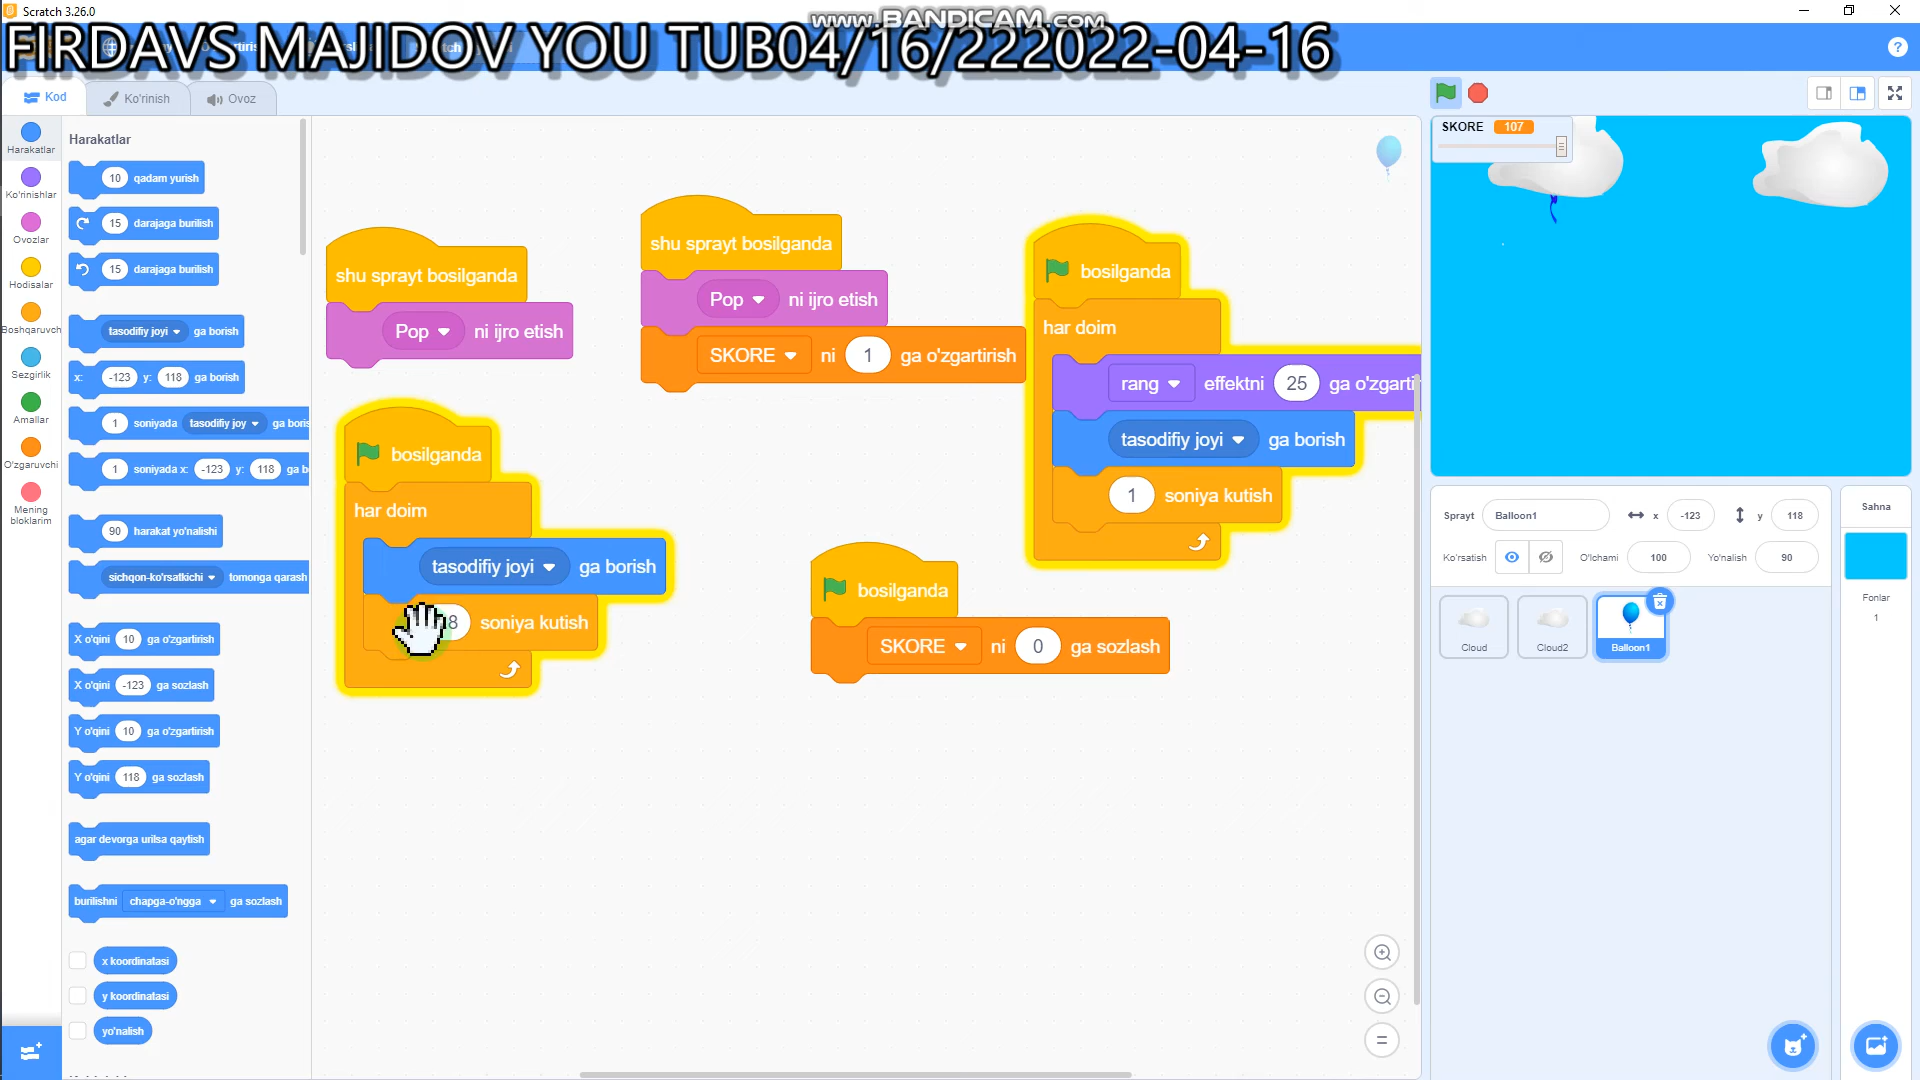 Scratch 3.26.0
www.BANDICAM.com
FIRDAVS MAJIDOV YOU TUB04/16/222022-04-16
Kod
Ko'rinish
Ovoz
Harakatlar
Ko'rinishlar
Ovozlar
Hodisalar
Boshqaruvch
Sezgirlik
Amallar
O'zgaruvchi
Mening bloklarim
Harakatlar
10 qadam yurish
15 darajaga burilish
15 darajaga burilish
tasodifiy joyi ga borish
x: -123 y: 118 ga borish
1 soniyada tasodifiy joy ga boris
1 soniyada x: -123 y: 118 ga b
90 harakat yo'nalishi
sichqon-ko'rsatkichi tomonga qarash
X o'qini 10 ga o'zgartirish
X o'qini -123 ga sozlash
Y o'qini 10 ga o'zgartirish
Y o'qini 118 ga sozlash
agar devorga urilsa qaytish
burilishni chapga-o'ngga ga sozlash
x koordinatasi
y koordinatasi
yo'nalish
shu sprayt bosilganda
Pop ni ijro etish
shu sprayt bosilganda
Pop ni ijro etish
SKORE ni 1 ga o'zgartirish
bosilganda
har doim
rang effektni 25 ga o'zgarti
tasodifiy joyi ga borish
1 soniya kutish
bosilganda
har doim
tasodifiy joyi ga borish
8 soniya kutish
bosilganda
SKORE ni 0 ga sozlash
SKORE 107
Sprayt Balloon1 x -123 y 118
Ko'rsatish O'lchami 100 Yo'nalish 90
Cloud
Cloud2
Balloon1
Sahna
Fonlar
1